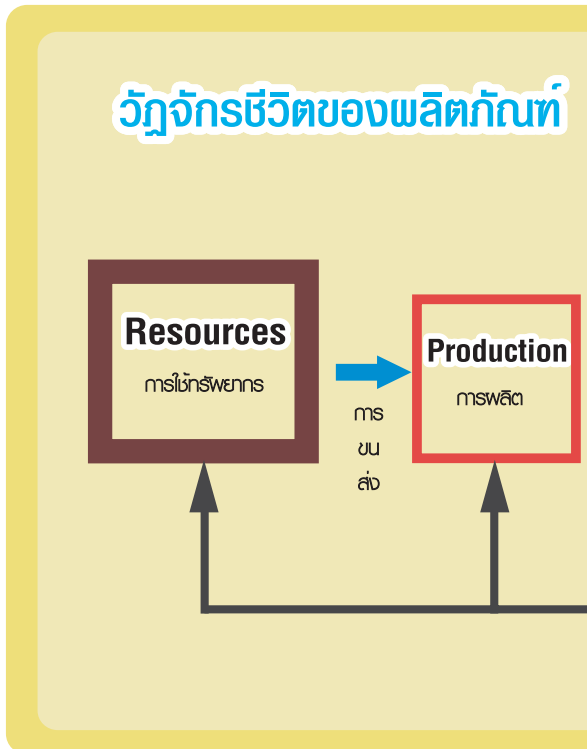 วัฏจักรชีวิตของผลิตภัณฑ์
Resources
การใช้ทรัพยากร
การ
ขน
ส่ง
Production
การผลิต